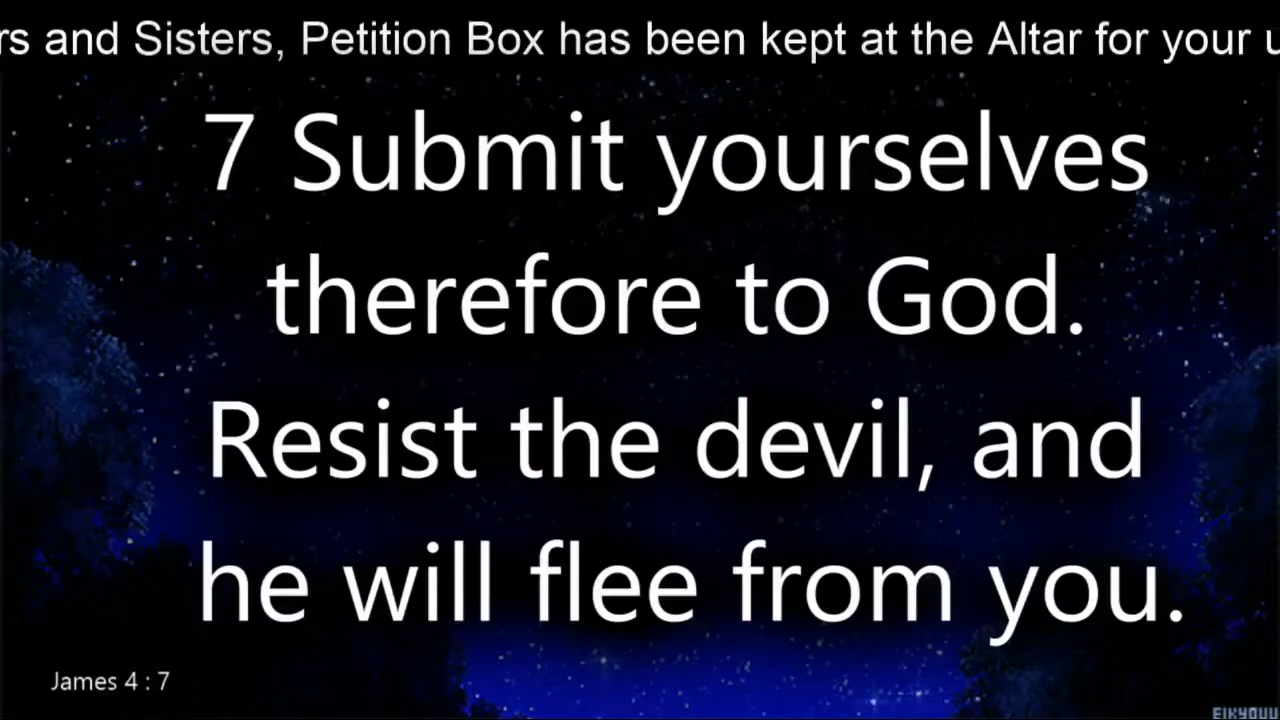 and Sisters, Petition Box has been kept at the Altar for your
7 Submit yourselves
therefore to God.
Resist the devil, and
he will flee from you.
James 4 : 7